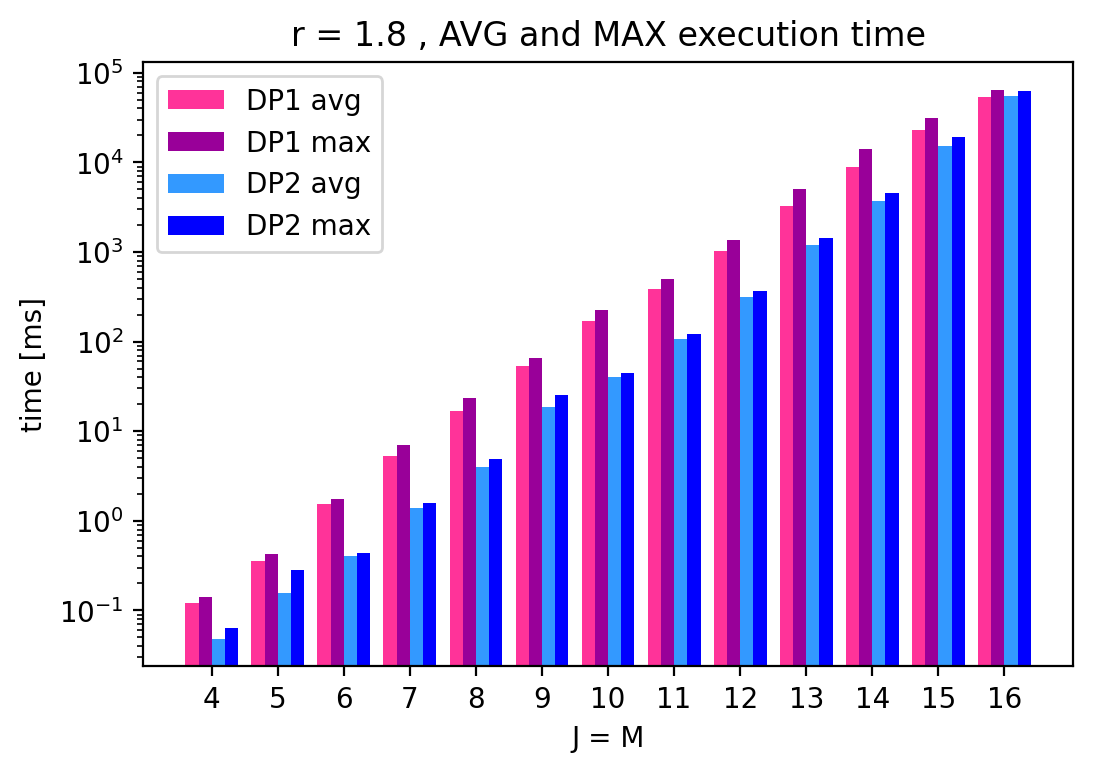 r = 1.8 , AVG and MAX execution time
DP1 avg
DP1 max
DP2 avg
DP2 max
time [ms]
10⁵
10⁴
10³
10²
10¹
10⁰
10⁻¹
4 5 6 7 8 9 10 11 12 13 14 15 16
J = M